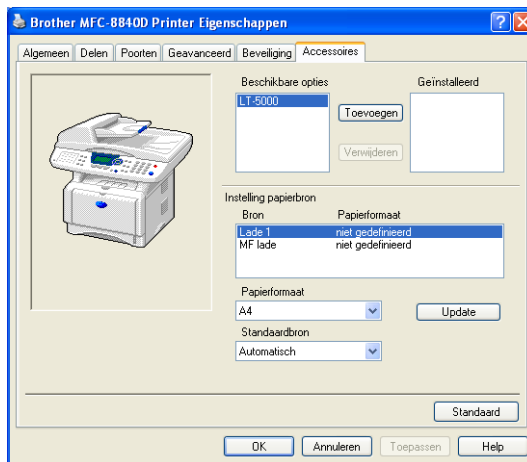 Brother MFC-8840D Printer Eigenschappen
Algemeen Delen Poorten Geavanceerd Beveiliging Accessoires
Beschikbare opties Geïnstalleerd
LT-5000
Toevoegen
Verwijderen
Instelling papierbron
Bron Papierformaat
Lade 1 niet gedefinieerd
MF lade niet gedefinieerd
Papierformaat
A4 Update
Standaardbron
Automatisch
Standaard
OK Annuleren Toepassen Help